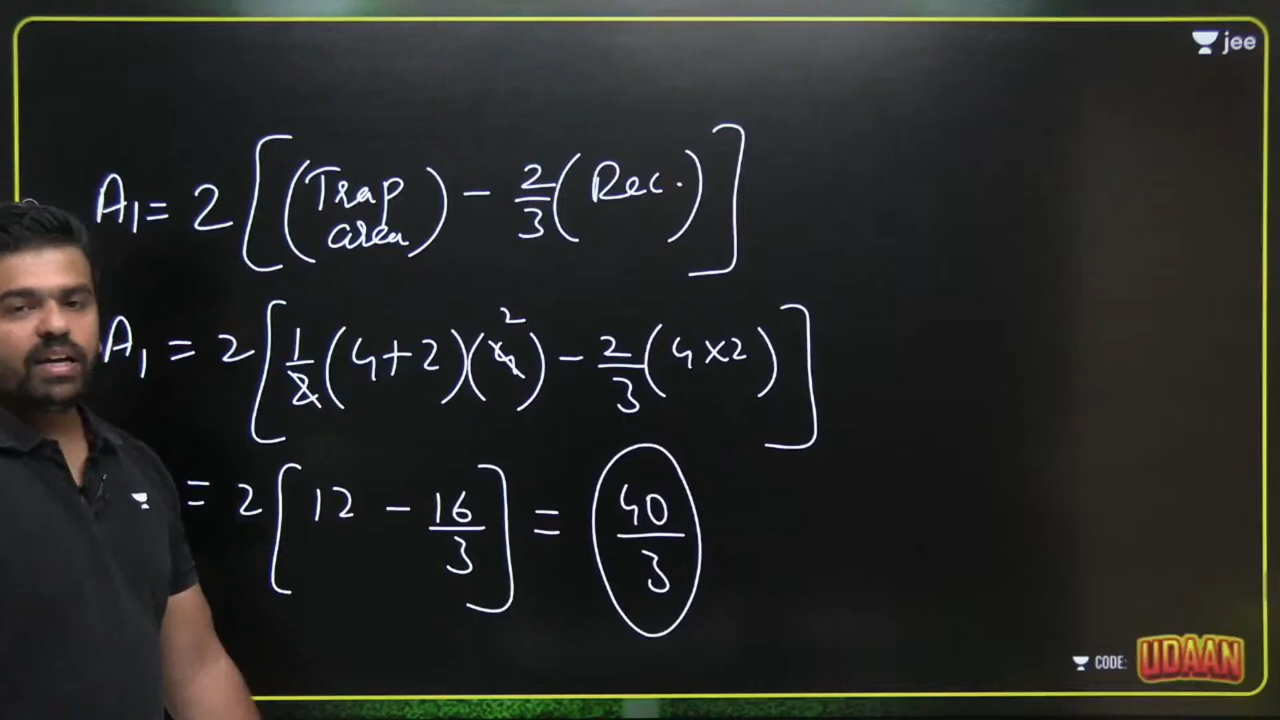 jee
A₁ = 2 [ (Trap area) − 2/3 (Rec.) ]
A₁ = 2 [ 1/2 (4+2)(4)² − 2/3 (4×2) ]
= 2 [ 12 − 16/3 ] = 40/3
CODE: UDAAN